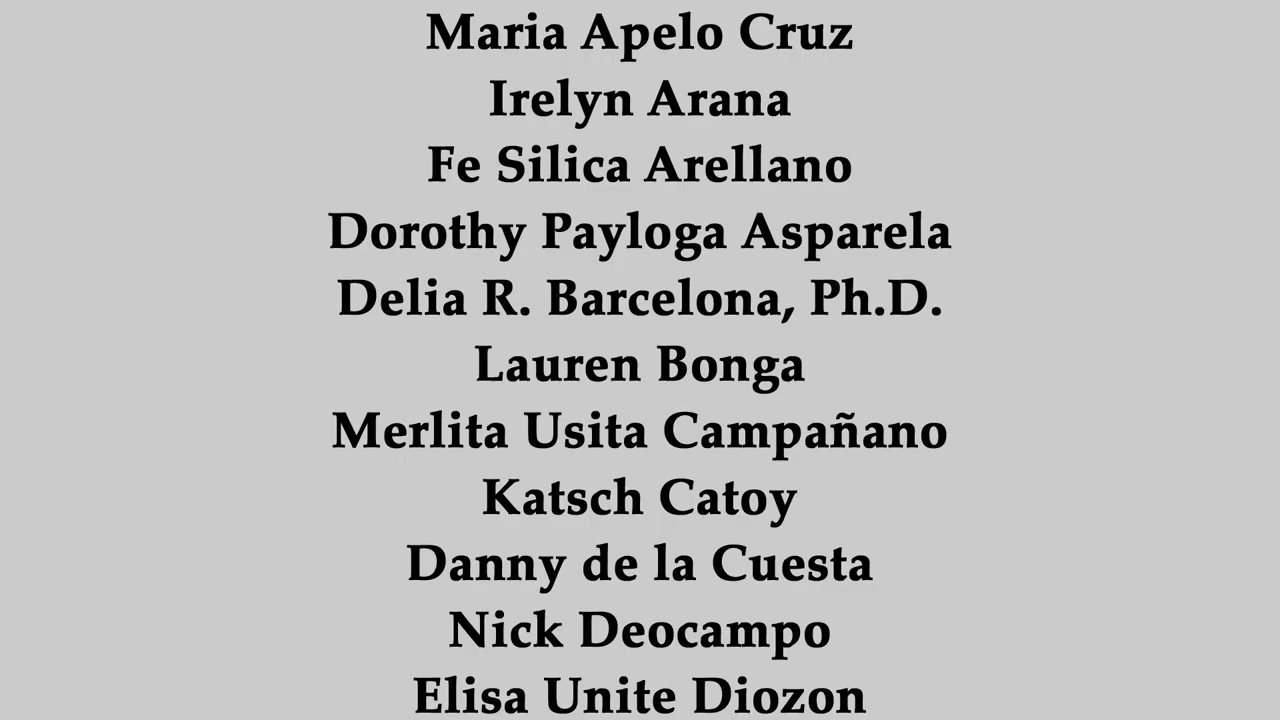 Maria Apelo Cruz
Irelyn Arana
Fe Silica Arellano
Dorothy Payloga Asparela
Delia R. Barcelona, Ph.D.
Lauren Bonga
Merlita Usita Campañano
Katsch Catoy
Danny de la Cuesta
Nick Deocampo
Elisa Unite Diozon